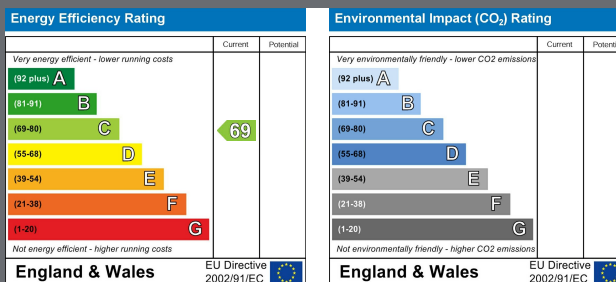 Energy Efficiency Rating
Current Potential
Very energy efficient - lower running costs
(92 plus) A
(81-91) B
(69-80) C
69
(55-68) D
(39-54) E
(21-38) F
(1-20) G
Not energy efficient - higher running costs
England & Wales
EU Directive
2002/91/EC
Environmental Impact (CO₂) Rating
Current Potential
Very environmentally friendly - lower CO2 emissions
(92 plus) A
(81-91) B
(69-80) C
(55-68) D
(39-54) E
(21-38) F
(1-20) G
Not environmentally friendly - higher CO2 emissions
England & Wales
EU Directive
2002/91/EC